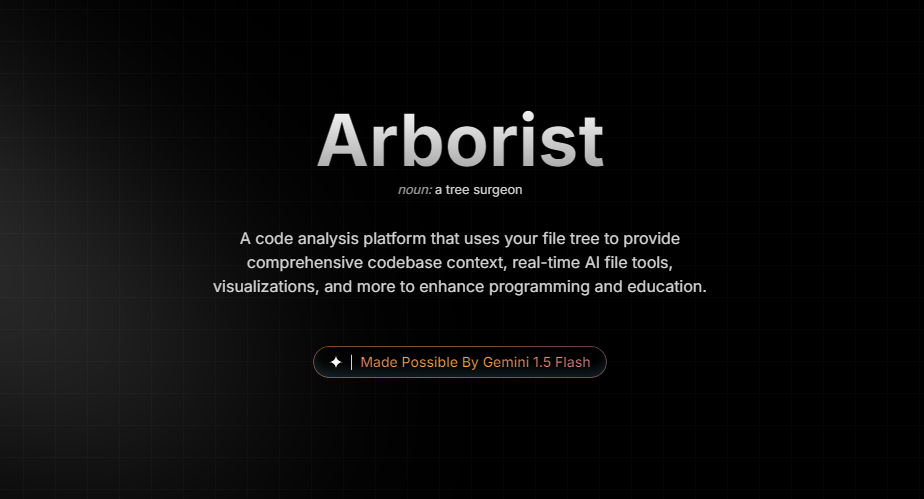 Arborist
noun: a tree surgeon
A code analysis platform that uses your file tree to provide
comprehensive codebase context, real-time AI file tools,
visualizations, and more to enhance programming and education.
Made Possible By Gemini 1.5 Flash